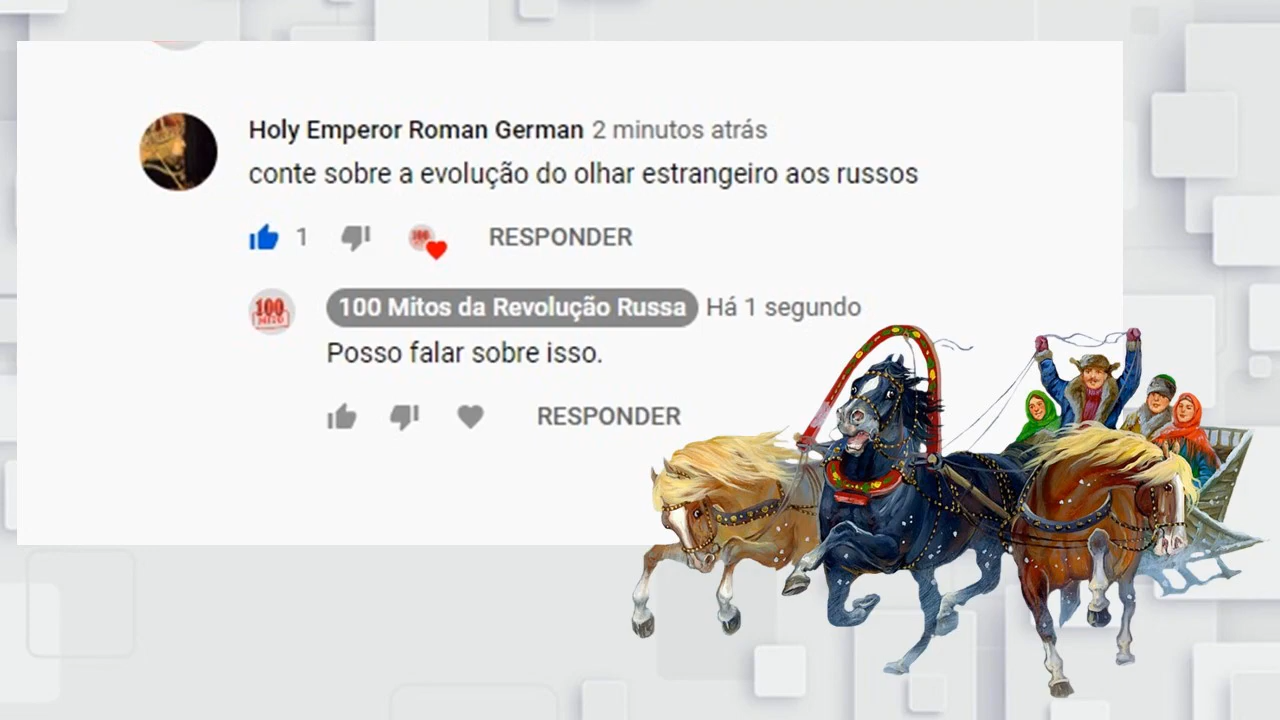 Holy Emperor Roman German 2 minutos atrás
conte sobre a evolução do olhar estrangeiro aos russos
1 RESPONDER
100 Mitos da Revolução Russa Há 1 segundo
Posso falar sobre isso.
RESPONDER